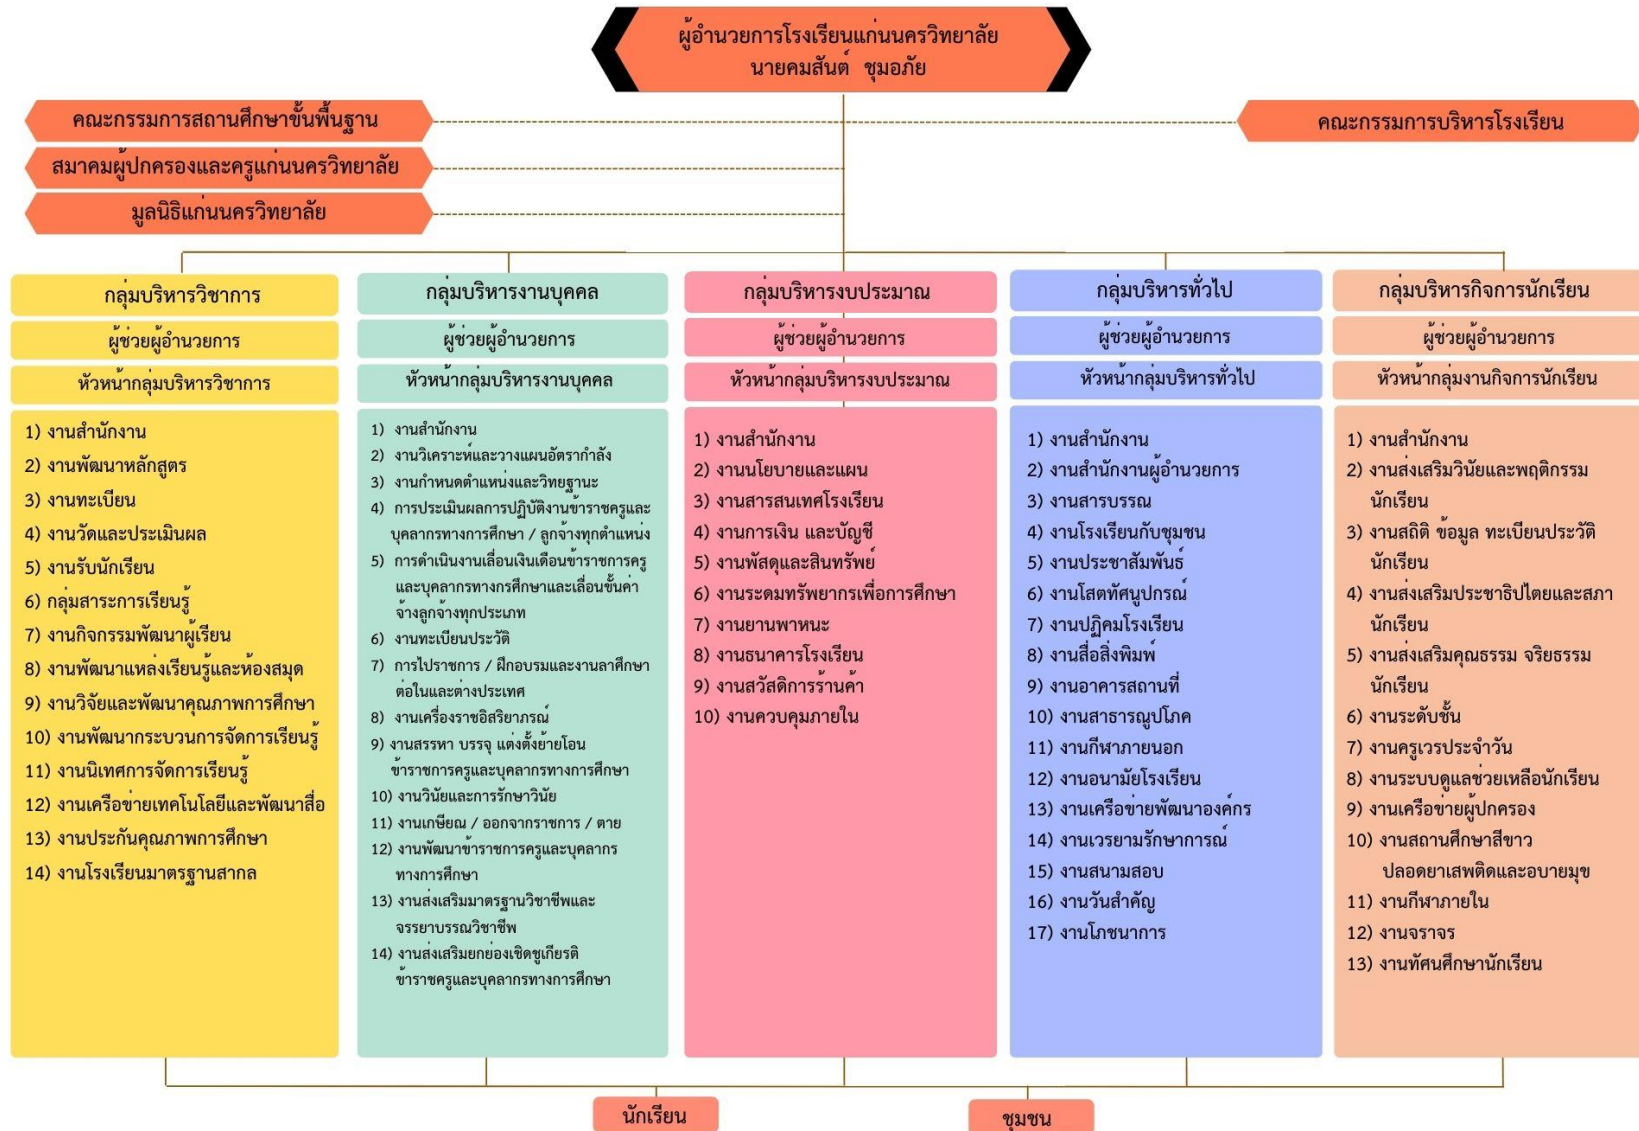 ผู้อำนวยการโรงเรียนแก่นนครวิทยาลัย
นายคมสันต์ ชุมอภัย
คณะกรรมการสถานศึกษาขั้นพื้นฐาน
คณะกรรมการบริหารโรงเรียน
สมาคมผู้ปกครองและครูแก่นนครวิทยาลัย
มูลนิธิแก่นนครวิทยาลัย
กลุ่มบริหารวิชาการ
ผู้ช่วยผู้อำนวยการ
หัวหน้ากลุ่มบริหารวิชาการ
1) งานสำนักงาน
2) งานพัฒนาหลักสูตร
3) งานทะเบียน
4) งานวัดและประเมินผล
5) งานรับนักเรียน
6) กลุ่มสาระการเรียนรู้
7) งานกิจกรรมพัฒนาผู้เรียน
8) งานพัฒนาแหล่งเรียนรู้และห้องสมุด
9) งานวิจัยและพัฒนาคุณภาพการศึกษา
10) งานพัฒนากระบวนการจัดการเรียนรู้
11) งานนิเทศการจัดการเรียนรู้
12) งานเครือข่ายเทคโนโลยีและพัฒนาสื่อ
13) งานประกันคุณภาพการศึกษา
14) งานโรงเรียนมาตรฐานสากล
กลุ่มบริหารงานบุคคล
ผู้ช่วยผู้อำนวยการ
หัวหน้ากลุ่มบริหารงานบุคคล
1) งานสำนักงาน
2) งานวิเคราะห์และวางแผนอัตรากำลัง
3) งานกำหนดตำแหน่งและวิทยฐานะ
4) การประเมินผลการปฏิบัติงานข้าราชครูและ
บุคลากรทางการศึกษา / ลูกจ้างทุกตำแหน่ง
5) การดำเนินงานเลื่อนเงินเดือนข้าราชการครู
และบุคลากรทางกรศึกษาและเลื่อนขั้นค่า
จ้างลูกจ้างทุกประเภท
6) งานทะเบียนประวัติ
7) การไปราชการ / ฝึกอบรมและงานลาศึกษา
ต่อในและต่างประเทศ
8) งานเครื่องราชอิสริยาภรณ์
9) งานสรรหา บรรจุ แต่งตั้งย้ายโอน
ข้าราชการครูและบุคลากรทางการศึกษา
10) งานวินัยและการรักษาวินัย
11) งานเกษียณ / ออกจากราชการ / ตาย
12) งานพัฒนาข้าราชการครูและบุคลากร
ทางการศึกษา
13) งานส่งเสริมมาตรฐานวิชาชีพและ
จรรยาบรรณวิชาชีพ
14) งานส่งเสริมยกย่องเชิดชูเกียรติ
ข้าราชครูและบุคลากรทางการศึกษา
กลุ่มบริหารงบประมาณ
ผู้ช่วยผู้อำนวยการ
หัวหน้ากลุ่มบริหารงบประมาณ
1) งานสำนักงาน
2) งานนโยบายและแผน
3) งานสารสนเทศโรงเรียน
4) งานการเงิน และบัญชี
5) งานพัสดุและสินทรัพย์
6) งานระดมทรัพยากรเพื่อการศึกษา
7) งานยานพาหนะ
8) งานธนาคารโรงเรียน
9) งานสวัสดิการร้านค้า
10) งานควบคุมภายใน
กลุ่มบริหารทั่วไป
ผู้ช่วยผู้อำนวยการ
หัวหน้ากลุ่มบริหารทั่วไป
1) งานสำนักงาน
2) งานสำนักงานผู้อำนวยการ
3) งานสารบรรณ
4) งานโรงเรียนกับชุมชน
5) งานประชาสัมพันธ์
6) งานโสตทัศนูปกรณ์
7) งานปฏิคมโรงเรียน
8) งานสื่อสิ่งพิมพ์
9) งานอาคารสถานที่
10) งานสาธารณูปโภค
11) งานกีฬาภายนอก
12) งานอนามัยโรงเรียน
13) งานเครือข่ายพัฒนาองค์กร
14) งานเวรยามรักษาการณ์
15) งานสนามสอบ
16) งานวันสำคัญ
17) งานโภชนาการ
กลุ่มบริหารกิจการนักเรียน
ผู้ช่วยผู้อำนวยการ
หัวหน้ากลุ่มงานกิจการนักเรียน
1) งานสำนักงาน
2) งานส่งเสริมวินัยและพฤติกรรม
นักเรียน
3) งานสถิติ ข้อมูล ทะเบียนประวัติ
นักเรียน
4) งานส่งเสริมประชาธิปไตยและสภา
นักเรียน
5) งานส่งเสริมคุณธรรม จริยธรรม
นักเรียน
6) งานระดับชั้น
7) งานครูเวรประจำวัน
8) งานระบบดูแลช่วยเหลือนักเรียน
9) งานเครือข่ายผู้ปกครอง
10) งานสถานศึกษาสีขาว
ปลอดยาเสพติดและอบายมุข
11) งานกีฬาภายใน
12) งานจราจร
13) งานทัศนศึกษานักเรียน
นักเรียน
ชุมชน